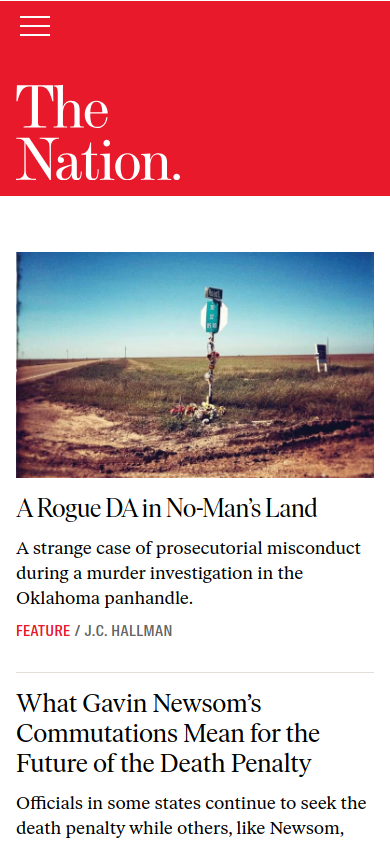 The
Nation.
A Rogue DA in No-Man’s Land
A strange case of prosecutorial misconduct
during a murder investigation in the
Oklahoma panhandle.
FEATURE / J.C. HALLMAN
What Gavin Newsom’s
Commutations Mean for the
Future of the Death Penalty
Officials in some states continue to seek the
death penalty while others, like Newsom,